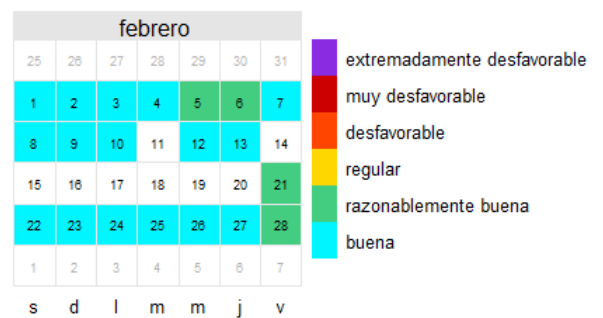 febrero
25 26 27 28 29 30 31
1 2 3 4 5 6 7
8 9 10 11 12 13 14
15 16 17 18 19 20 21
22 23 24 25 26 27 28
1 2 3 4 5 6 7
s d l m m j v
extremadamente desfavorable
muy desfavorable
desfavorable
regular
razonablemente buena
buena